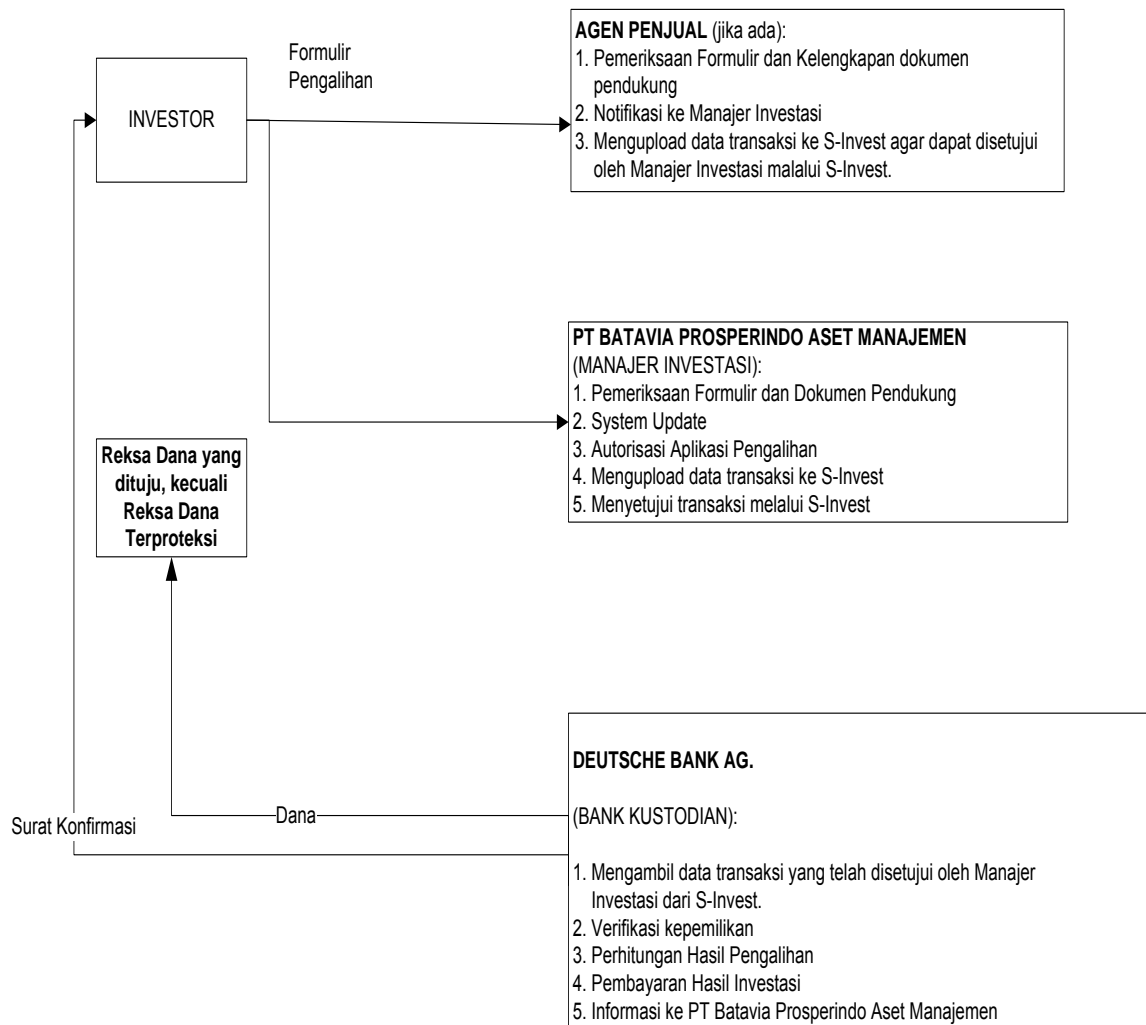 Formulir
Pengalihan
INVESTOR
AGEN PENJUAL (jika ada):
1. Pemeriksaan Formulir dan Kelengkapan dokumen
pendukung
2. Notifikasi ke Manajer Investasi
3. Mengupload data transaksi ke S-Invest agar dapat disetujui
oleh Manajer Investasi malalui S-Invest.
PT BATAVIA PROSPERINDO ASET MANAJEMEN
(MANAJER INVESTASI):
1. Pemeriksaan Formulir dan Dokumen Pendukung
2. System Update
3. Autorisasi Aplikasi Pengalihan
4. Mengupload data transaksi ke S-Invest
5. Menyetujui transaksi melalui S-Invest
Reksa Dana yang
dituju, kecuali
Reksa Dana
Terproteksi
Surat Konfirmasi
Dana
DEUTSCHE BANK AG.
(BANK KUSTODIAN):
1. Mengambil data transaksi yang telah disetujui oleh Manajer
Investasi dari S-Invest.
2. Verifikasi kepemilikan
3. Perhitungan Hasil Pengalihan
4. Pembayaran Hasil Investasi
5. Informasi ke PT Batavia Prosperindo Aset Manajemen